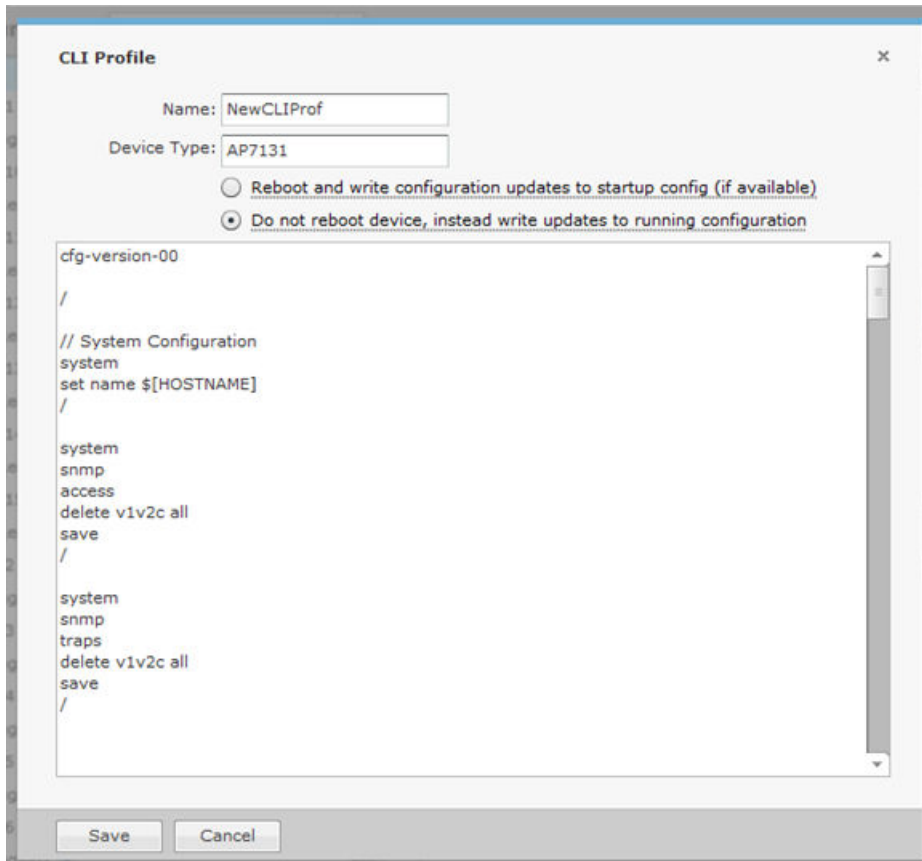 CLI Profile
×
Name: NewCLIProf
Device Type: AP7131
Reboot and write configuration updates to startup config (if available)
Do not reboot device, instead write updates to running configuration
cfg-version-00
/
// System Configuration
system
set name $[HOSTNAME]
/
system
snmp
access
delete v1v2c all
save
/
system
snmp
traps
delete v1v2c all
save
/
Save Cancel